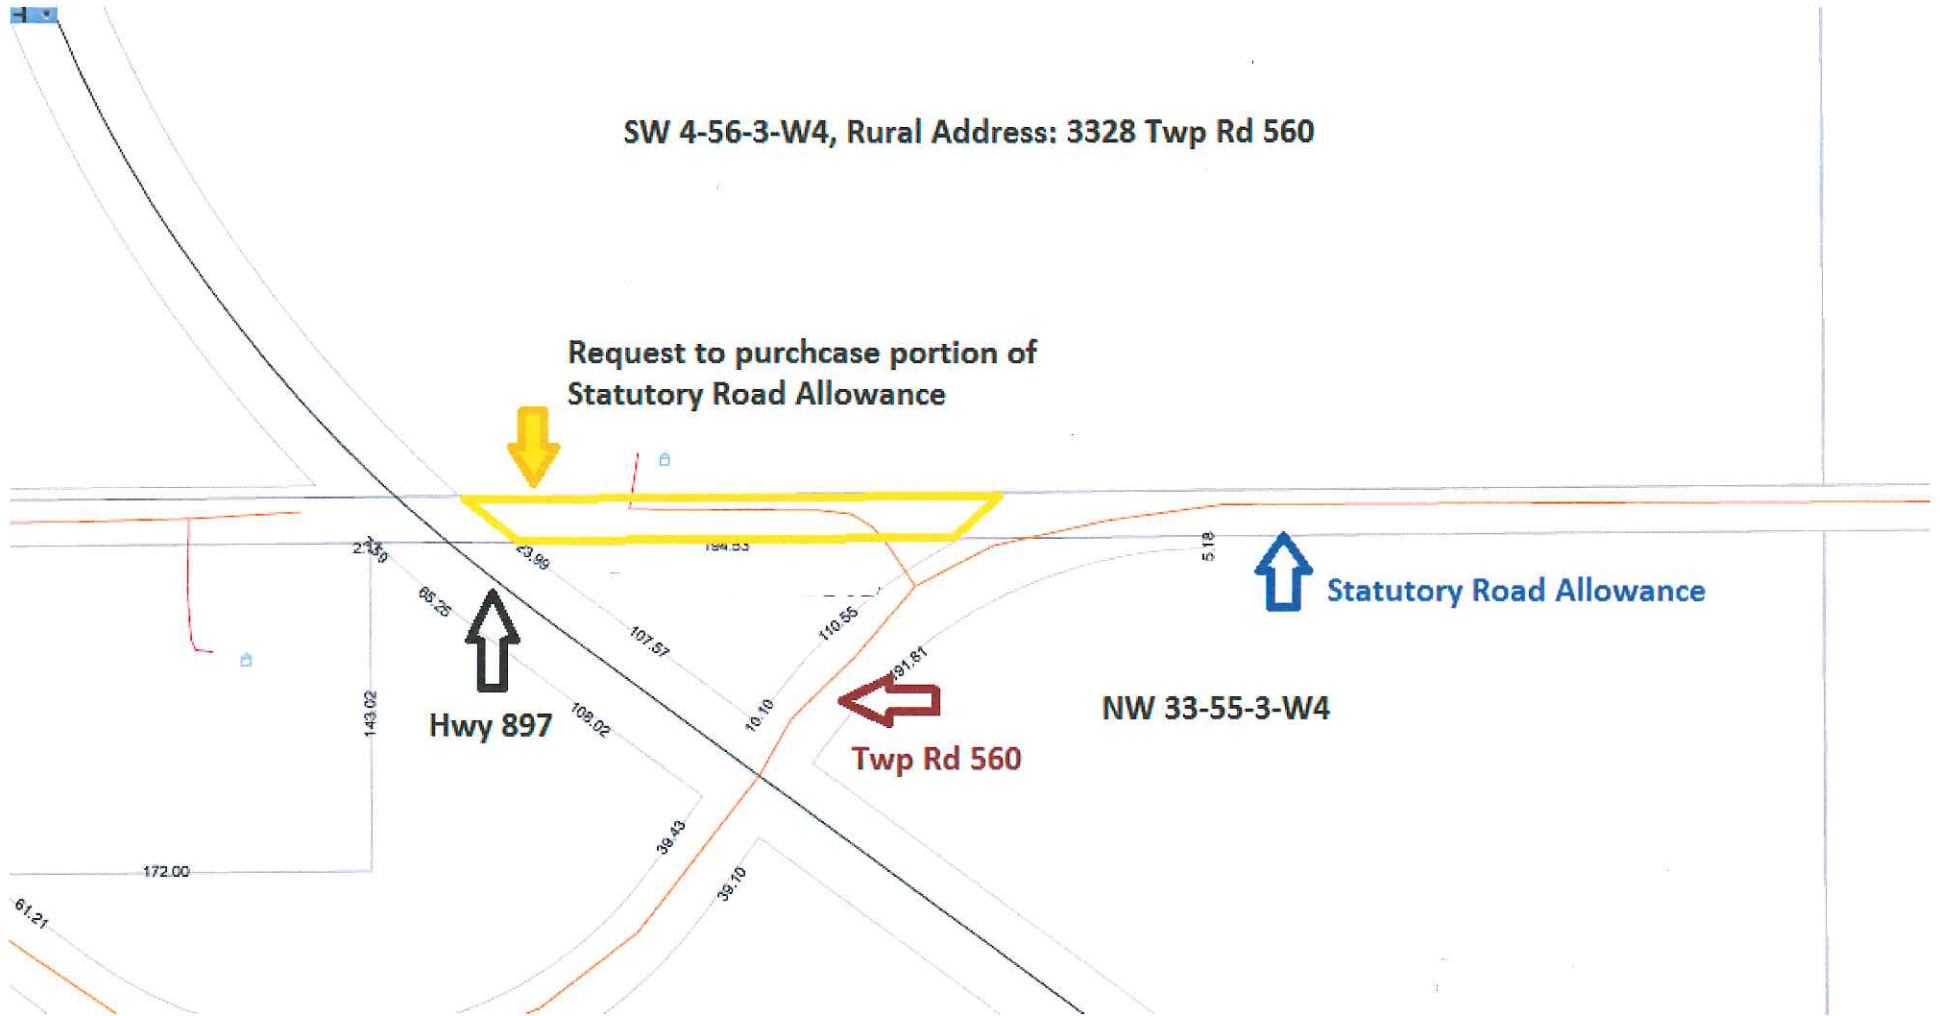 SW 4-56-3-W4, Rural Address: 3328 Twp Rd 560
Request to purchcase portion of
Statutory Road Allowance
194.53
23.99
5.18
Statutory Road Allowance
65.25
107.57
110.55
191.81
143.02
Hwy 897
108.02
10.10
NW 33-55-3-W4
Twp Rd 560
39.43
39.10
172.00
61.21